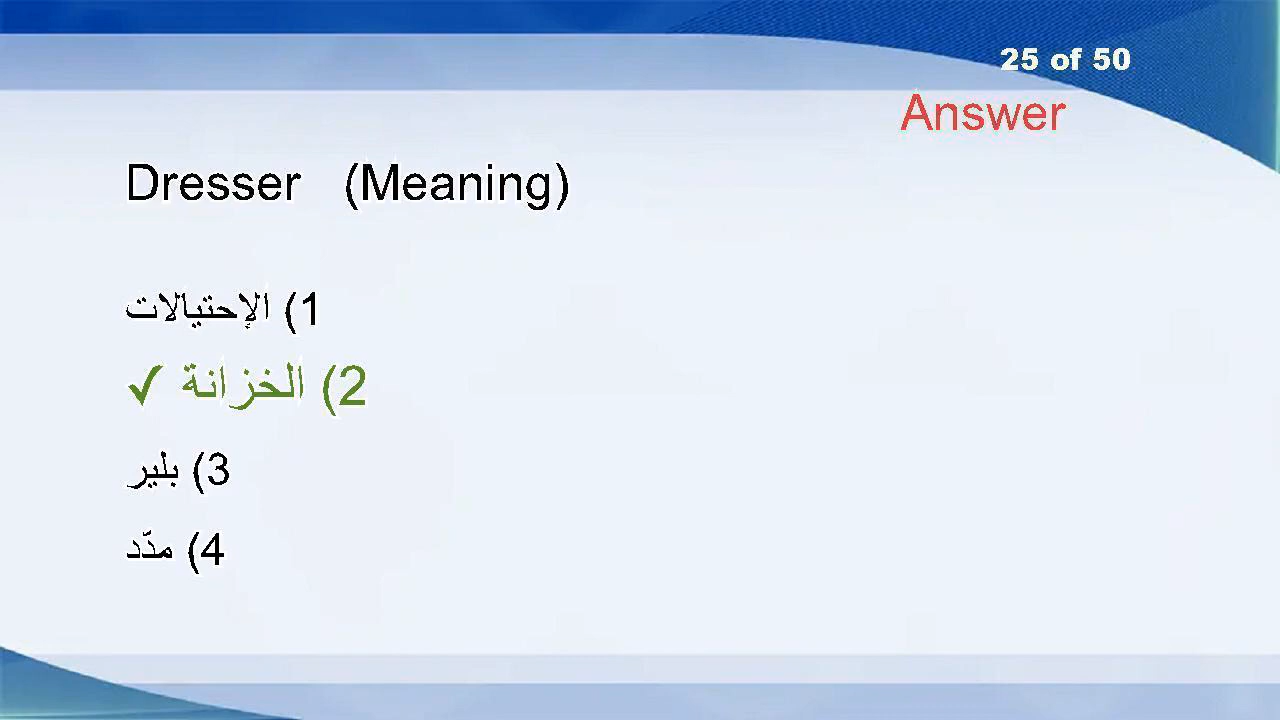 25 of 50
Answer
Dresser (Meaning)
1) الإحتيالات
2) الخزانة ✓
3) بلير
4) مدّد